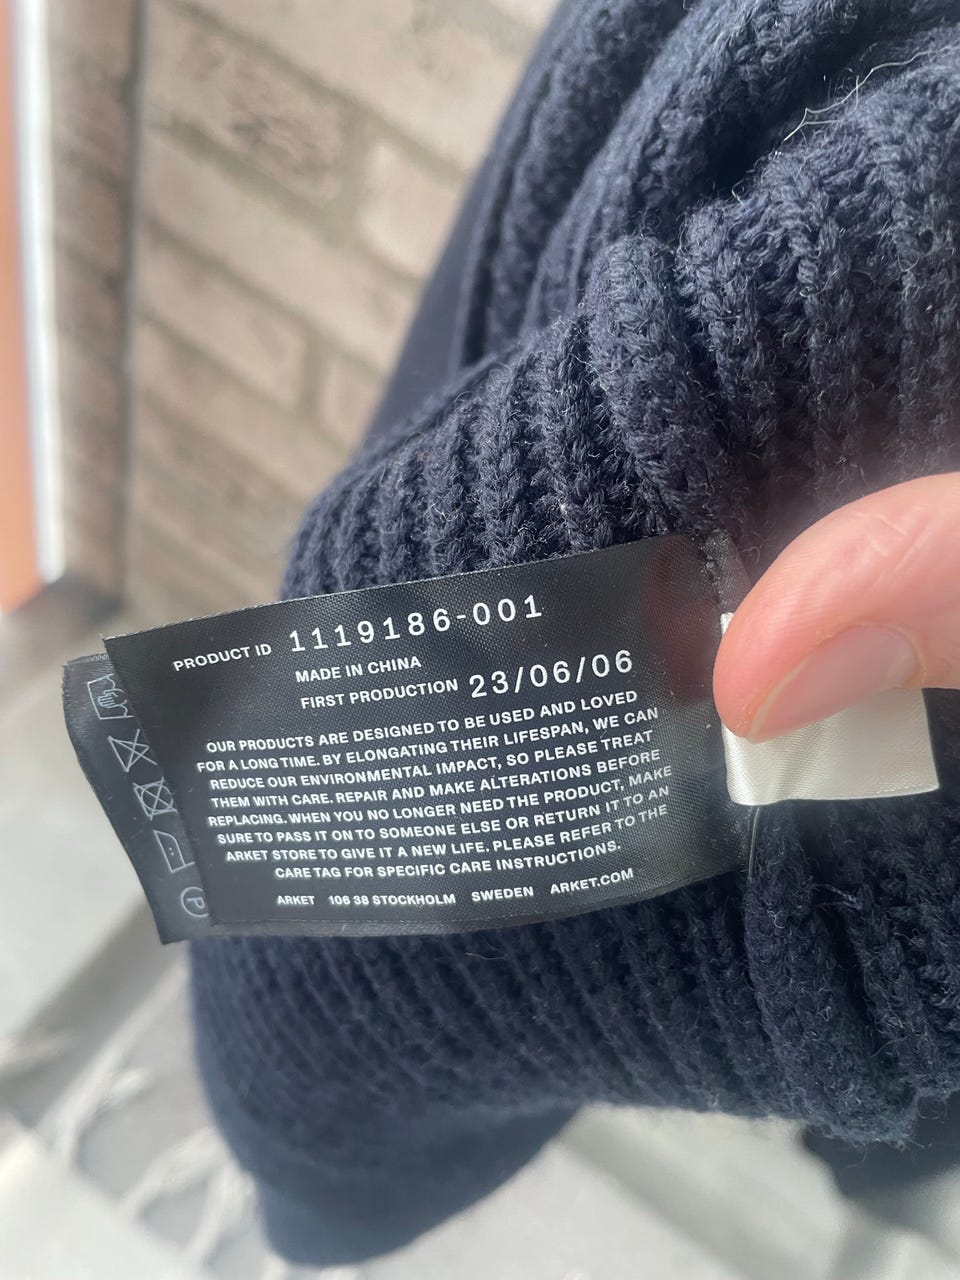 PRODUCT ID 1119186-001
MADE IN CHINA
FIRST PRODUCTION 23/06/06
OUR PRODUCTS ARE DESIGNED TO BE USED AND LOVED
FOR A LONG TIME. BY ELONGATING THEIR LIFESPAN, WE CAN
REDUCE OUR ENVIRONMENTAL IMPACT, SO PLEASE TREAT
THEM WITH CARE. REPAIR AND MAKE ALTERATIONS BEFORE
REPLACING. WHEN YOU NO LONGER NEED THE PRODUCT, MAKE
SURE TO PASS IT ON TO SOMEONE ELSE OR RETURN IT TO AN
ARKET STORE TO GIVE IT A NEW LIFE. PLEASE REFER TO THE
CARE TAG FOR SPECIFIC CARE INSTRUCTIONS.
ARKET 106 38 STOCKHOLM SWEDEN ARKET.COM
P